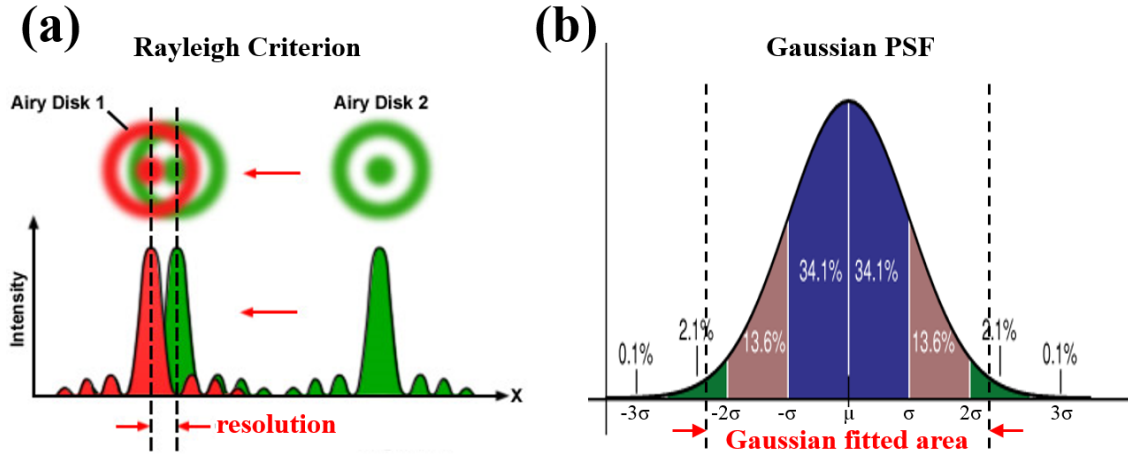 (a)
Rayleigh Criterion
Airy Disk 1
Airy Disk 2
Intensity
X
resolution
(b)
Gaussian PSF
34.1% 34.1%
0.1% 2.1% 13.6% 13.6% 2.1% 0.1%
-3σ -2σ -σ μ σ 2σ 3σ
Gaussian fitted area